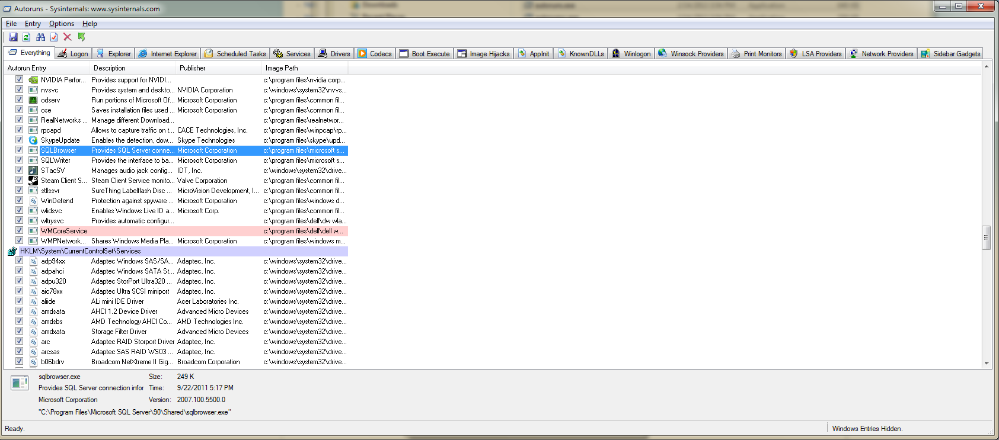 Autoruns - Sysinternals: www.sysinternals.com
File Entry Options Help
Everything Logon Explorer Internet Explorer Scheduled Tasks Services Drivers Codecs Boot Execute Image Hijacks AppInit KnownDLLs Winlogon Winsock Providers Print Monitors LSA Providers Network Providers Sidebar Gadgets
Autorun Entry Description Publisher Image Path
NVIDIA Perfor... Provides support for NVIDI... c:\program files\nvidia corp...
nvsvc Provides system and deskto... NVIDIA Corporation c:\windows\system32\nvvs...
odserv Run portions of Microsoft Of... Microsoft Corporation c:\program files\common fil...
ose Saves installation files used ... Microsoft Corporation c:\program files\common fil...
RealNetworks ... Manage different Download... c:\program files\realnetwor...
rpcapd Allows to capture traffic on t... CACE Technologies, Inc. c:\program files\winpcap\rp...
SkypeUpdate Enables the detection, dow... Skype Technologies c:\program files\skype\upd...
SQLBrowser Provides SQL Server conne... Microsoft Corporation c:\program files\microsoft s...
SQLWriter Provides the interface to ba... Microsoft Corporation c:\program files\microsoft s...
STacSV Manages audio jack config... IDT, Inc. c:\windows\system32\drive...
Steam Client S... Steam Client Service monito... Valve Corporation c:\program files\common fil...
stllssvr SureThing Labelflash Disc ... MicroVision Development, I... c:\program files\common fil...
WinDefend Protection against spyware ... Microsoft Corporation c:\program files\windows d...
wlidsvc Enables Windows Live ID a... Microsoft Corp. c:\program files\common fil...
wltrysvc Provides automatic configur... c:\program files\dell\dw wla...
WMCoreService c:\program files\dell\dell w...
WMPNetwork... Shares Windows Media Pla... Microsoft Corporation c:\program files\windows m...
HKLM\System\CurrentControlSet\Services
adp94xx Adaptec Windows SAS/SA... Adaptec, Inc. c:\windows\system32\drive...
adpahci Adaptec Windows SATA St... Adaptec, Inc. c:\windows\system32\drive...
adpu320 Adaptec StorPort Ultra320 ... Adaptec, Inc. c:\windows\system32\drive...
aic78xx Adaptec Ultra SCSI miniport Adaptec, Inc. c:\windows\system32\drive...
aliide ALi mini IDE Driver Acer Laboratories Inc. c:\windows\system32\drive...
amdsata AHCI 1.2 Device Driver Advanced Micro Devices c:\windows\system32\drive...
amdsbs AMD Technology AHCI Co... AMD Technologies Inc. c:\windows\system32\drive...
amdxata Storage Filter Driver Advanced Micro Devices c:\windows\system32\drive...
arc Adaptec RAID Storport Driver Adaptec, Inc. c:\windows\system32\drive...
arcsas Adaptec SAS RAID WS03 ... Adaptec, Inc. c:\windows\system32\drive...
b06bdrv Broadcom NetXtreme II Gig... Broadcom Corporation c:\windows\system32\drive...
sqlbrowser.exe Size: 249 K
Provides SQL Server connection infor Time: 9/22/2011 5:17 PM
Microsoft Corporation Version: 2007.100.5500.0
"C:\Program Files\Microsoft SQL Server\90\Shared\sqlbrowser.exe"
Ready. Windows Entries Hidden.